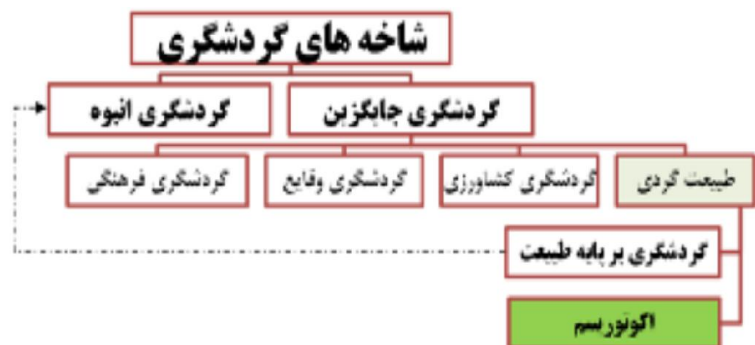 شاخه های گردشگری
گردشگری جایگزین
گردشگری انبوه
طبیعت گردی
گردشگری کشاورزی
گردشگری وقایع
گردشگری فرهنگی
گردشگری بر پایه طبیعت
اکوتوریسم